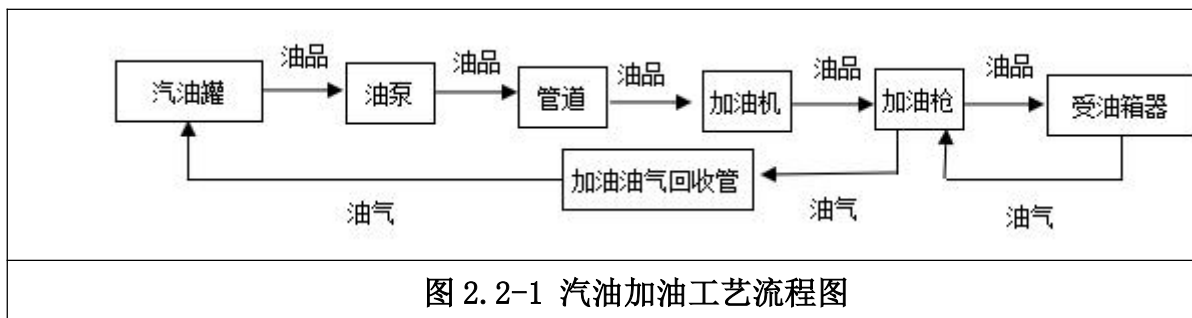 油品 油品 油品 油品 油品
汽油罐 油泵 管道 加油机 加油枪 受油箱器
加油油气回收管
油气 油气 油气
图 2.2-1 汽油加油工艺流程图